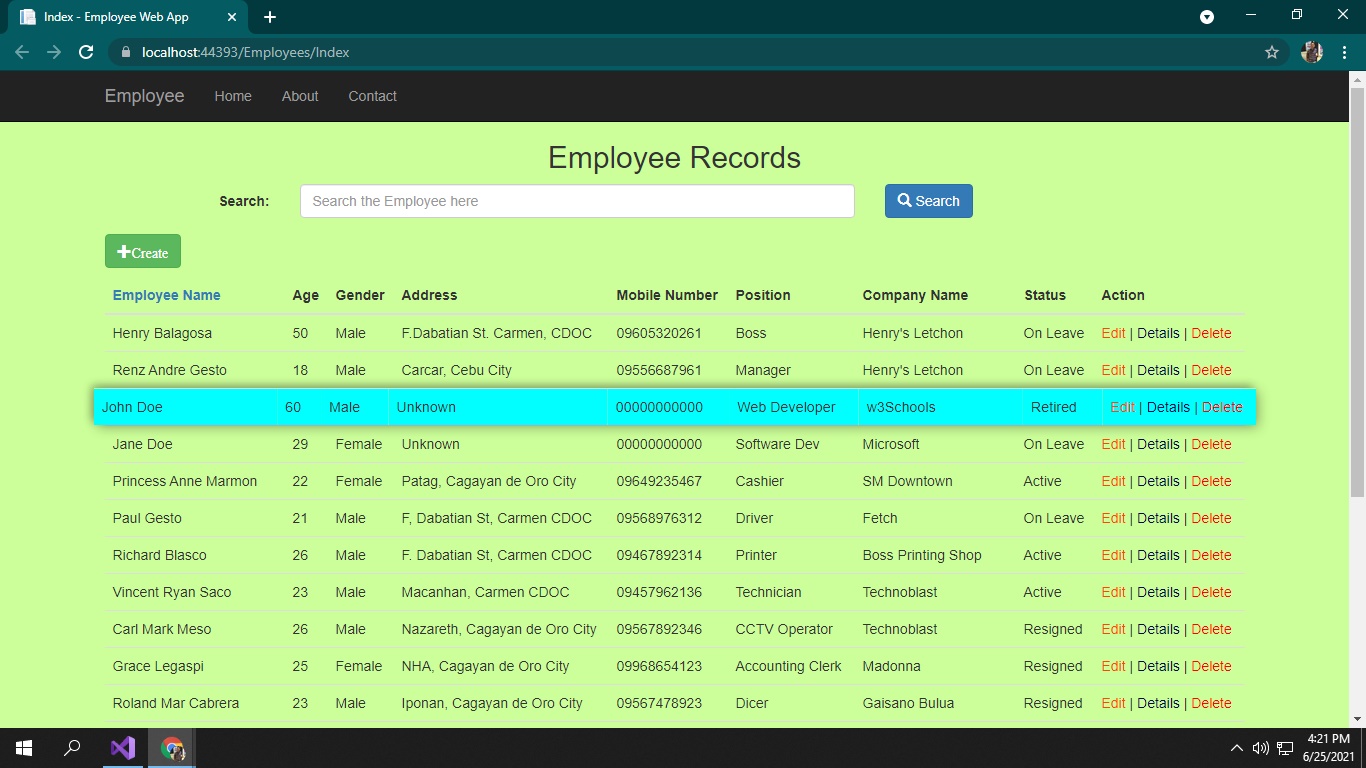 Index - Employee Web App
localhost:44393/Employees/Index
Employee Home About Contact
Employee Records
Search: Search the Employee here Search
Create
Employee Name Age Gender Address Mobile Number Position Company Name Status Action
Henry Balagosa 50 Male F.Dabatian St. Carmen, CDOC 09605320261 Boss Henry's Letchon On Leave Edit | Details | Delete
Renz Andre Gesto 18 Male Carcar, Cebu City 09556687961 Manager Henry's Letchon On Leave Edit | Details | Delete
John Doe 60 Male Unknown 00000000000 Web Developer w3Schools Retired Edit | Details | Delete
Jane Doe 29 Female Unknown 00000000000 Software Dev Microsoft On Leave Edit | Details | Delete
Princess Anne Marmon 22 Female Patag, Cagayan de Oro City 09649235467 Cashier SM Downtown Active Edit | Details | Delete
Paul Gesto 21 Male F, Dabatian St, Carmen CDOC 09568976312 Driver Fetch On Leave Edit | Details | Delete
Richard Blasco 26 Male F. Dabatian St, Carmen CDOC 09467892314 Printer Boss Printing Shop Active Edit | Details | Delete
Vincent Ryan Saco 23 Male Macanhan, Carmen CDOC 09457962136 Technician Technoblast Active Edit | Details | Delete
Carl Mark Meso 26 Male Nazareth, Cagayan de Oro City 09567892346 CCTV Operator Technoblast Resigned Edit | Details | Delete
Grace Legaspi 25 Female NHA, Cagayan de Oro City 09968654123 Accounting Clerk Madonna Resigned Edit | Details | Delete
Roland Mar Cabrera 23 Male Iponan, Cagayan de Oro City 09567478923 Dicer Gaisano Bulua Resigned Edit | Details | Delete
4:21 PM
6/25/2021